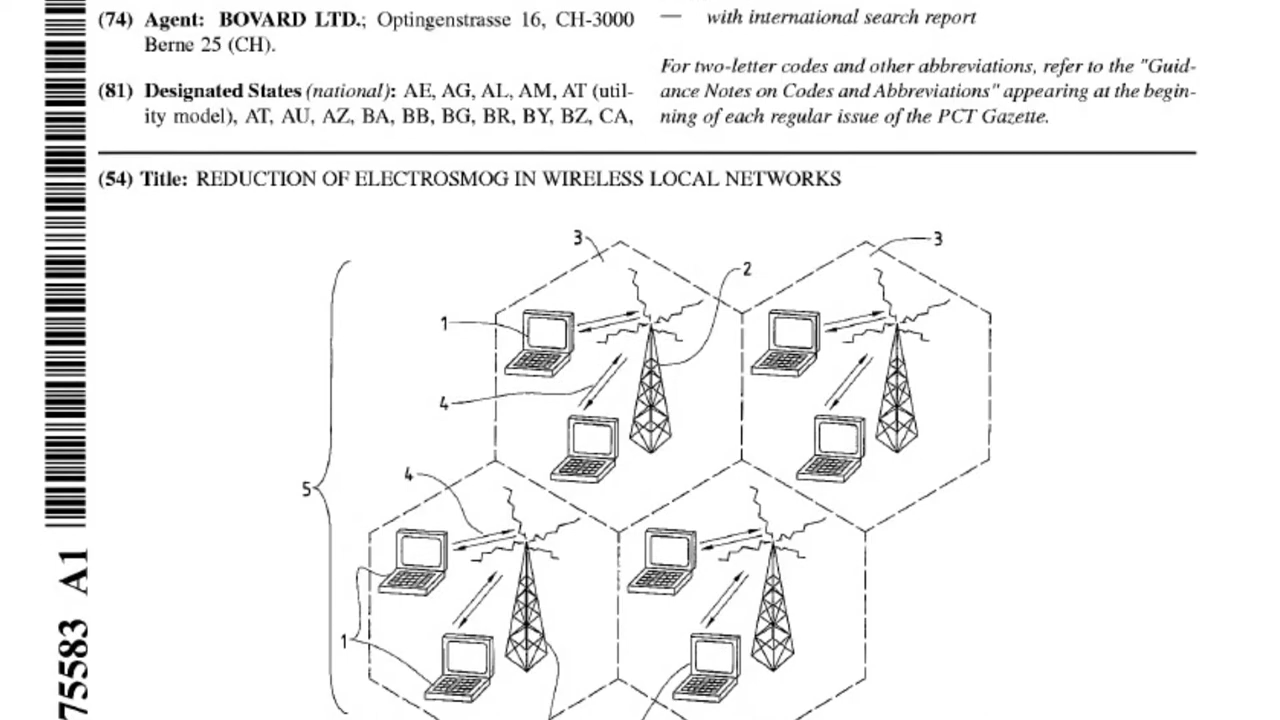 (74) Agent: BOVARD LTD.; Optingenstrasse 16, CH-3000
Berne 25 (CH).
(81) Designated States (national): AE, AG, AL, AM, AT (util-
ity model), AT, AU, AZ, BA, BB, BG, BR, BY, BZ, CA,
— with international search report
For two-letter codes and other abbreviations, refer to the "Guid-
ance Notes on Codes and Abbreviations" appearing at the begin-
ning of each regular issue of the PCT Gazette.
(54) Title: REDUCTION OF ELECTROSMOG IN WIRELESS LOCAL NETWORKS
3
3
2
1
4
4
5
1
75583 A1